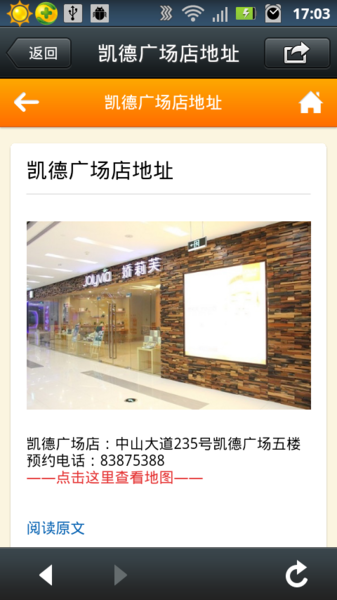 17:03
返回
凯德广场店地址
凯德广场店地址
凯德广场店地址
Jolywia 娇莉芙
凯德广场店：中山大道235号凯德广场五楼
预约电话：83875388
——点击这里查看地图——
阅读原文